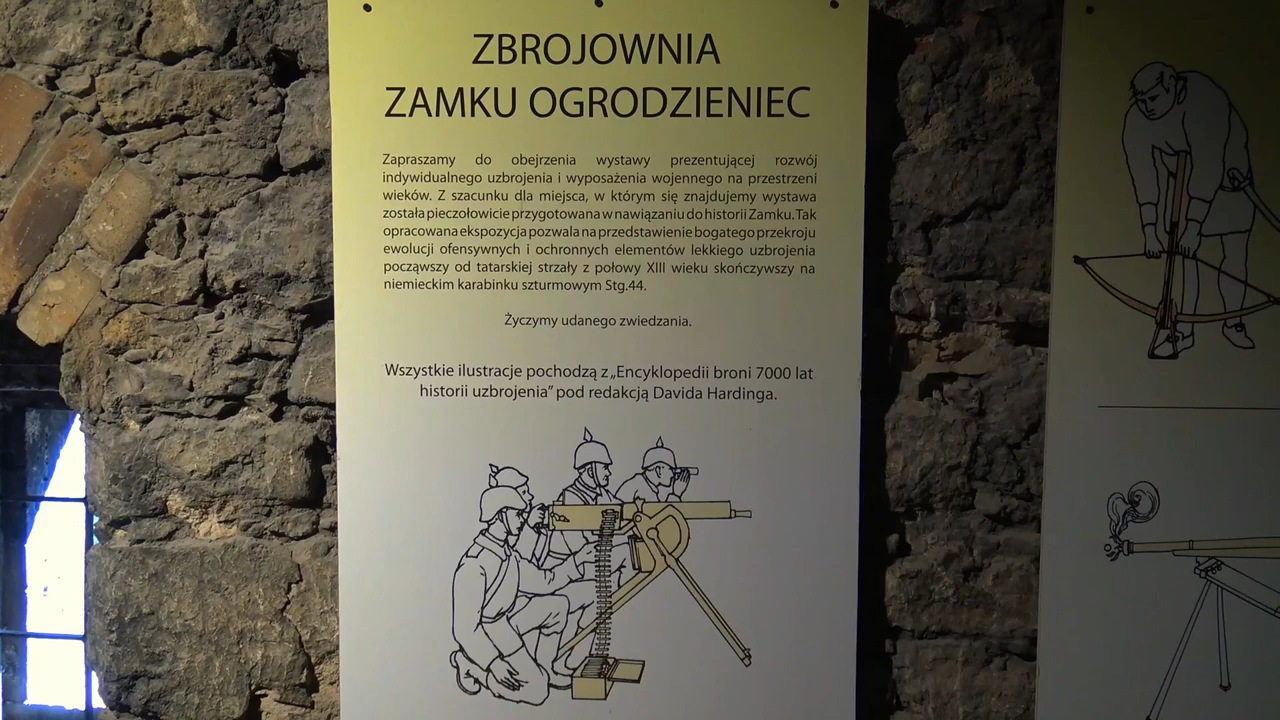 ZBROJOWNIA
ZAMKU OGRODZIENIEC
Zapraszamy do obejrzenia wystawy prezentującej rozwój
indywidualnego uzbrojenia i wyposażenia wojennego na przestrzeni
wieków. Z szacunku dla miejsca, w którym się znajdujemy wystawa
została pieczołowicie przygotowana w nawiązaniu do historii Zamku. Tak
opracowana ekspozycja pozwala na przedstawienie bogatego przekroju
ewolucji ofensywnych i ochronnych elementów lekkiego uzbrojenia
począwszy od tatarskiej strzały z połowy XIII wieku skończywszy na
niemieckim karabinku szturmowym Stg.44.
Życzymy udanego zwiedzania.
Wszystkie ilustracje pochodzą z „Encyklopedii broni 7000 lat
historii uzbrojenia” pod redakcją Davida Hardinga.